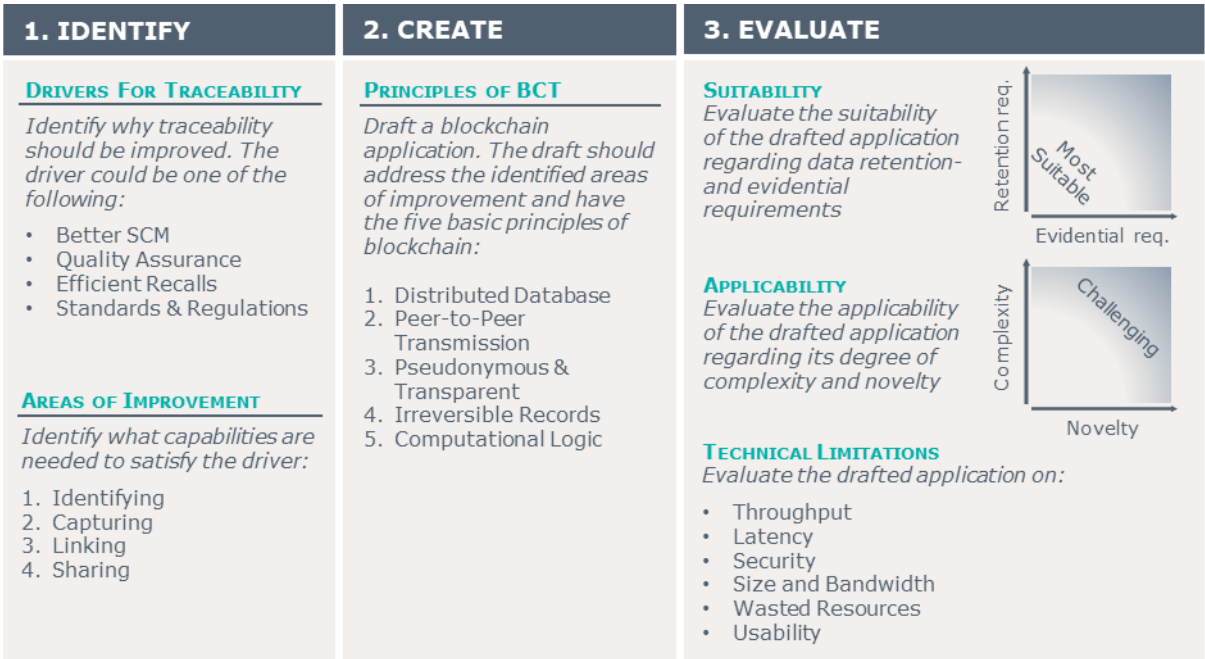 1. IDENTIFY
DRIVERS FOR TRACEABILITY
Identify why traceability
should be improved. The
driver could be one of the
following:
• Better SCM
• Quality Assurance
• Efficient Recalls
• Standards & Regulations
AREAS OF IMPROVEMENT
Identify what capabilities are
needed to satisfy the driver:
1. Identifying
2. Capturing
3. Linking
4. Sharing
2. CREATE
PRINCIPLES OF BCT
Draft a blockchain
application. The draft should
address the identified areas
of improvement and have
the five basic principles of
blockchain:
1. Distributed Database
2. Peer-to-Peer
Transmission
3. Pseudonymous &
Transparent
4. Irreversible Records
5. Computational Logic
3. EVALUATE
SUITABILITY
Evaluate the suitability
of the drafted application
regarding data retention-
and evidential
requirements
Retention req.
Most
Suitable
Evidential req.
APPLICABILITY
Evaluate the applicability
of the drafted application
regarding its degree of
complexity and novelty
Complexity
Challenging
Novelty
TECHNICAL LIMITATIONS
Evaluate the drafted application on:
• Throughput
• Latency
• Security
• Size and Bandwidth
• Wasted Resources
• Usability